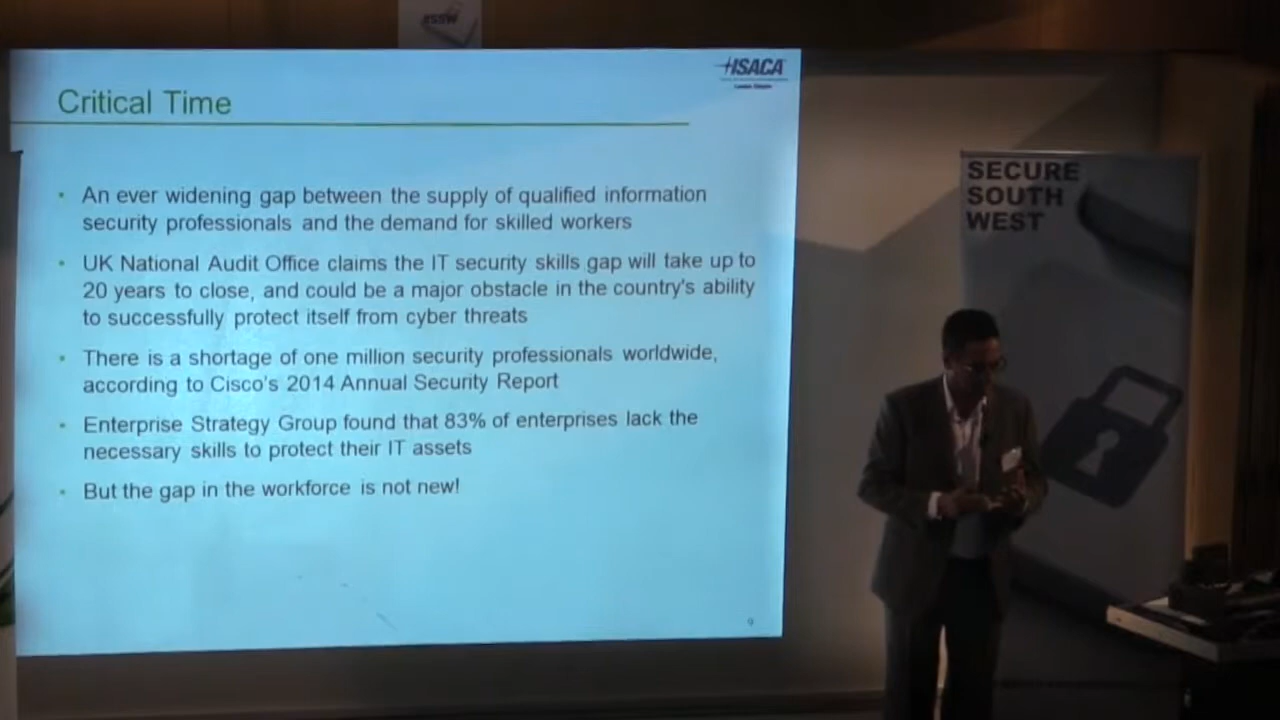 #SSW
ISACA
Critical Time
• An ever widening gap between the supply of qualified information
security professionals and the demand for skilled workers
• UK National Audit Office claims the IT security skills gap will take up to
20 years to close, and could be a major obstacle in the country's ability
to successfully protect itself from cyber threats
• There is a shortage of one million security professionals worldwide,
according to Cisco's 2014 Annual Security Report
• Enterprise Strategy Group found that 83% of enterprises lack the
necessary skills to protect their IT assets
• But the gap in the workforce is not new!
9
SECURE
SOUTH
WEST